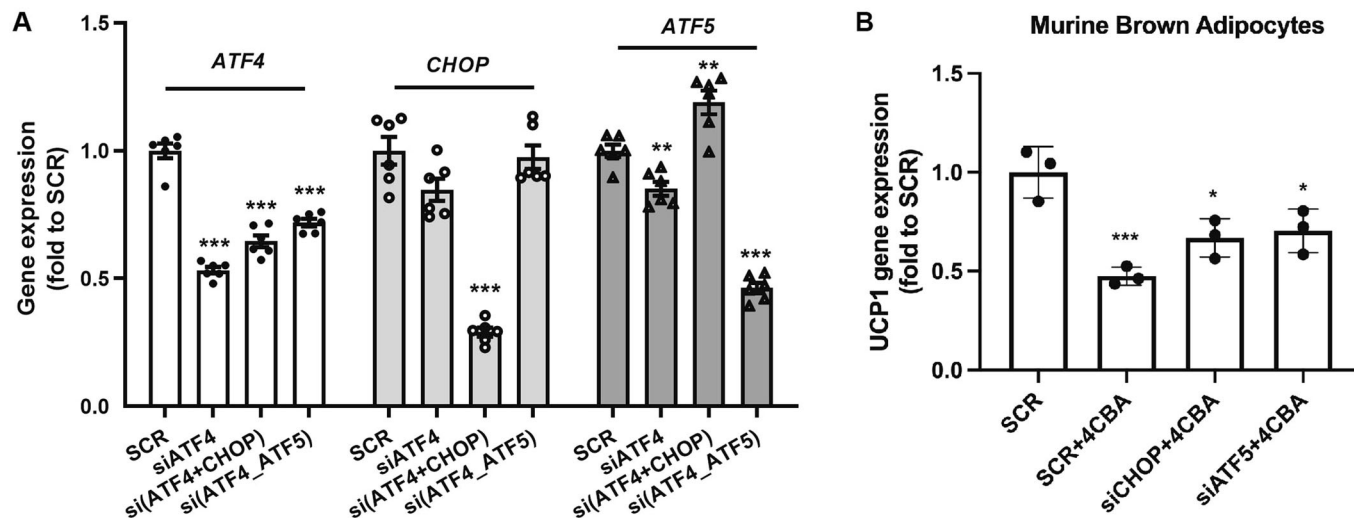 A
1.5
1.0
0.5
0.0
Gene expression
(fold to SCR)
ATF4
CHOP
ATF5
***
***
***
***
**
**
***
SCR
siATF4
si(ATF4+CHOP)
si(ATF4_ATF5)
SCR
siATF4
si(ATF4+CHOP)
si(ATF4_ATF5)
SCR
siATF4
si(ATF4+CHOP)
si(ATF4_ATF5)
B
Murine Brown Adipocytes
1.5
1.0
0.5
0.0
UCP1 gene expression
(fold to SCR)
***
*
*
SCR
SCR+4CBA
siCHOP+4CBA
siATF5+4CBA